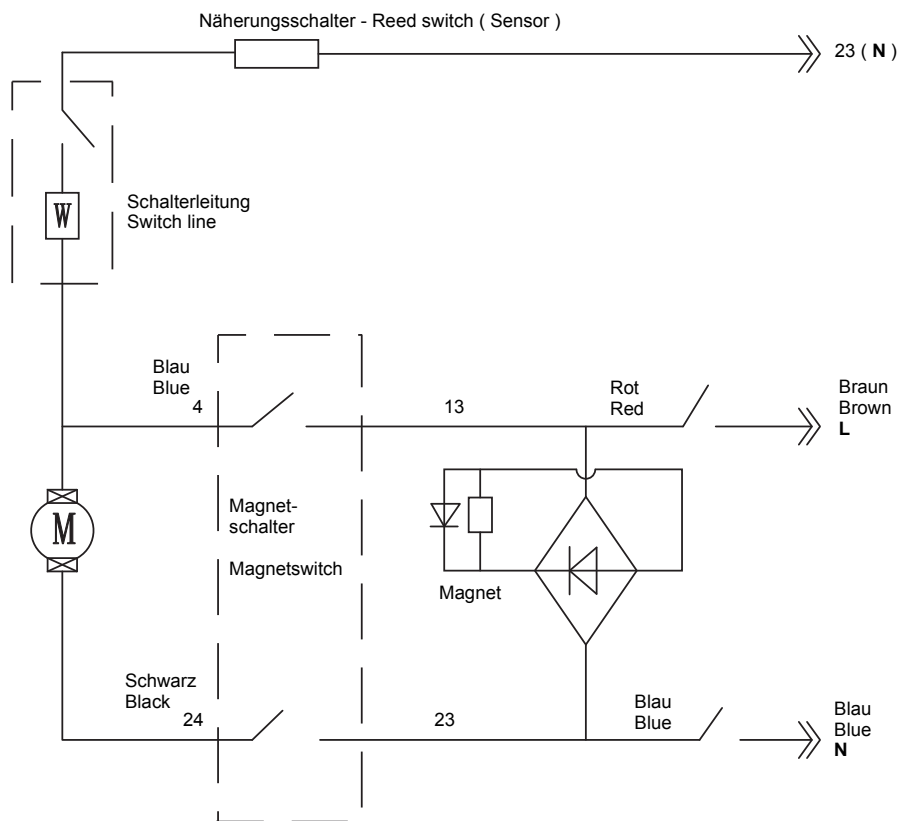 Näherungsschalter - Reed switch ( Sensor )
23 ( N )
Schalterleitung
Switch line
W
Blau
Blue
4
13
Rot
Red
Braun
Brown
L
M
Magnet-
schalter
Magnetswitch
Magnet
Schwarz
Black
24
23
Blau
Blue
Blau
Blue
N